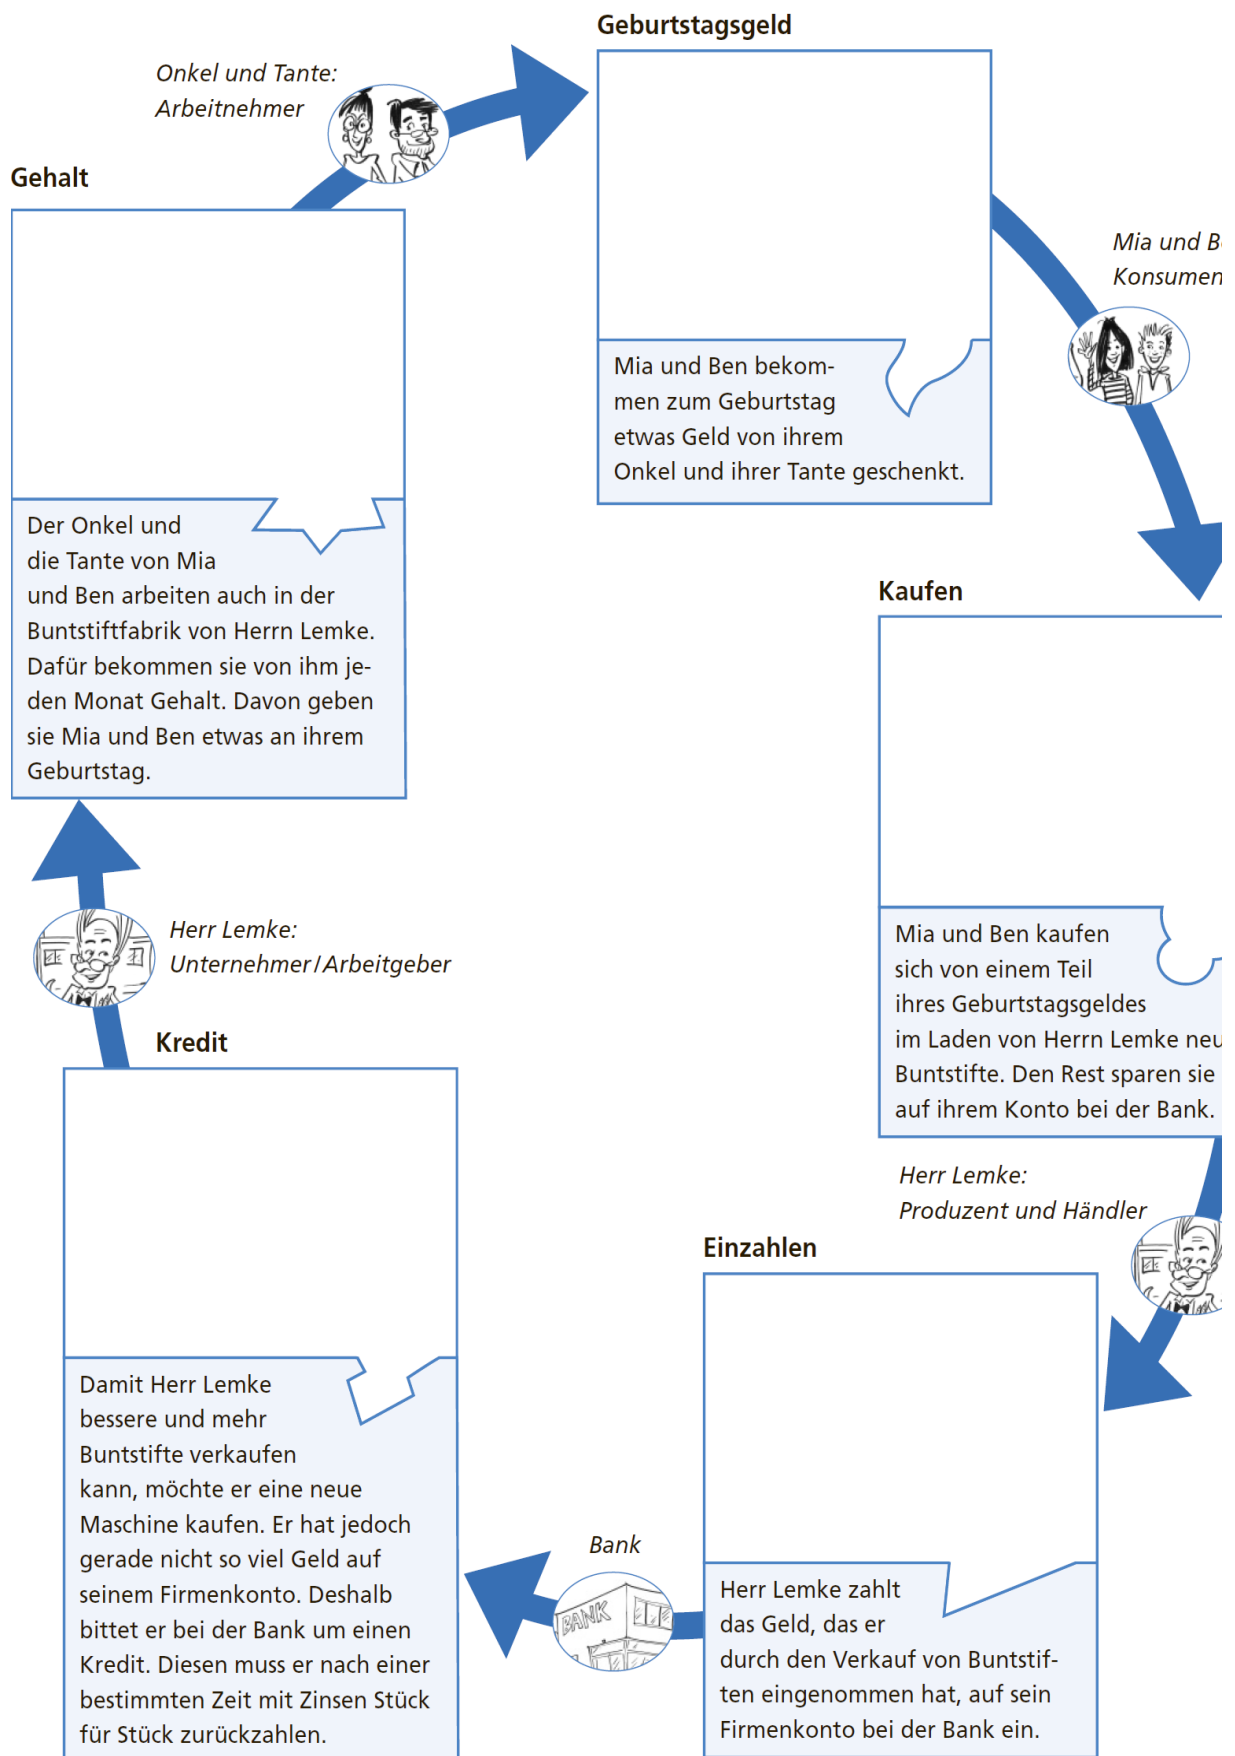 Geburtstagsgeld
Onkel und Tante:
Arbeitnehmer
Gehalt
Mia und
Mia und Ben bekom-
men zum Geburtstag
etwas Geld von ihrem
Onkel und ihrer Tante geschenkt.
Der Onkel und
die Tante von Mia
und Ben arbeiten auch in der
Buntstiftfabrik von Herrn Lemke.
Dafür bekommen sie von ihm je-
den Monat Gehalt. Davon geben
sie Mia und Ben etwas an ihrem
Geburtstag.
Kaufen
Mia und Ben kaufen
sich von einem Teil
ihres Geburtstagsgeldes
im Laden von Herrn Lemke neu
Buntstifte. Den Rest sparen sie
auf ihrem Konto bei der Bank.
Herr Lemke:
Unternehmer/Arbeitgeber
Kredit
Herr Lemke:
Produzent und Händler
Einzahlen
Damit Herr Lemke
bessere und mehr
Buntstifte verkaufen
kann, möchte er eine neue
Maschine kaufen. Er hat jedoch
gerade nicht so viel Geld auf
seinem Firmenkonto. Deshalb
bittet er bei der Bank um einen
Kredit. Diesen muss er nach einer
bestimmten Zeit mit Zinsen Stück
für Stück zurückzahlen.
Bank
BANK
Herr Lemke zahlt
das Geld, das er
durch den Verkauf von Buntstif-
ten eingenommen hat, auf sein
Firmenkonto bei der Bank ein.